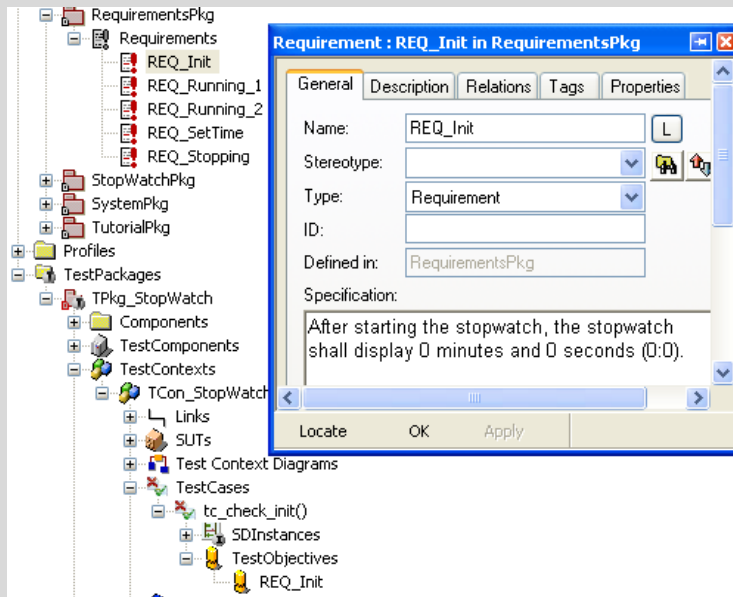 RequirementsPkg
Requirements
REQ_Init
REQ_Running_1
REQ_Running_2
REQ_SetTime
REQ_Stopping
StopWatchPkg
SystemPkg
TutorialPkg
Profiles
TestPackages
TPkg_StopWatch
Components
TestComponents
TestContexts
TCon_StopWatch
Links
SUTs
Test Context Diagrams
TestCases
tc_check_init()
SDInstances
TestObjectives
REQ_Init
Requirement : REQ_Init in RequirementsPkg
General Description Relations Tags Properties
Name: REQ_Init L
Stereotype:
Type: Requirement
ID:
Defined in: RequirementsPkg
Specification:
After starting the stopwatch, the stopwatch
shall display 0 minutes and 0 seconds (0:0).
Locate OK Apply